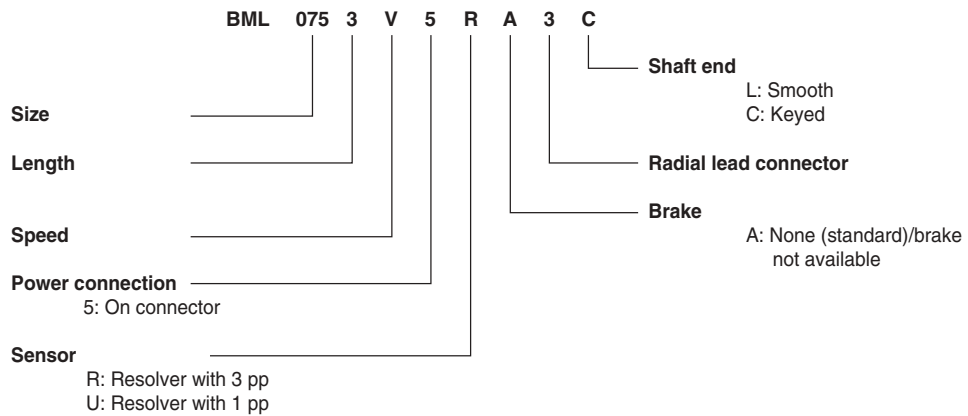 BML 075 3 V 5 R A 3 C
Shaft end
L: Smooth
C: Keyed
Size
Length
Radial lead connector
Brake
A: None (standard)/brake
not available
Speed
Power connection
5: On connector
Sensor
R: Resolver with 3 pp
U: Resolver with 1 pp